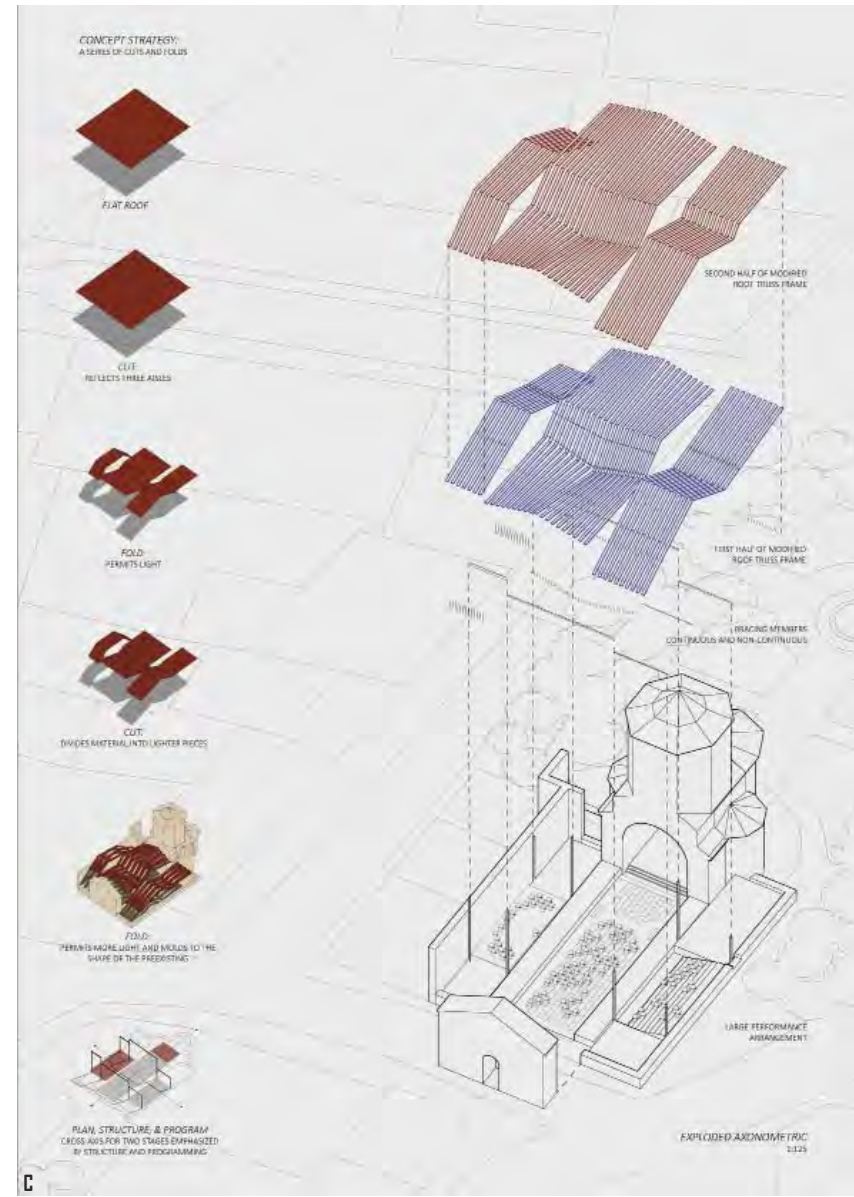 CONCEPT STRATEGY:
A SERIES OF CUTS AND FOLDS
FLAT ROOF
CUT:
REFLECTS THREE AISLES
FOLD:
PERMITS LIGHT
CUT:
DIVIDES MATERIAL INTO LIGHTER PIECES
FOLD:
PERMITS MORE LIGHT AND MOLDS TO THE
SHAPE OF THE PREEXISTING
PLAN, STRUCTURE, & PROGRAM
CROSS AXIS FOR TWO STAGES EMPHASIZED
BY STRUCTURE AND PROGRAMMING
SECOND HALF OF MODIFIED
ROOF TRUSS FRAME
FIRST HALF OF MODIFIED
ROOF TRUSS FRAME
BRACING MEMBERS
CONTINUOUS AND NON-CONTINUOUS
LARGE PERFORMANCE
ARRANGEMENT
EXPLODED AXONOMETRIC
1:125
C